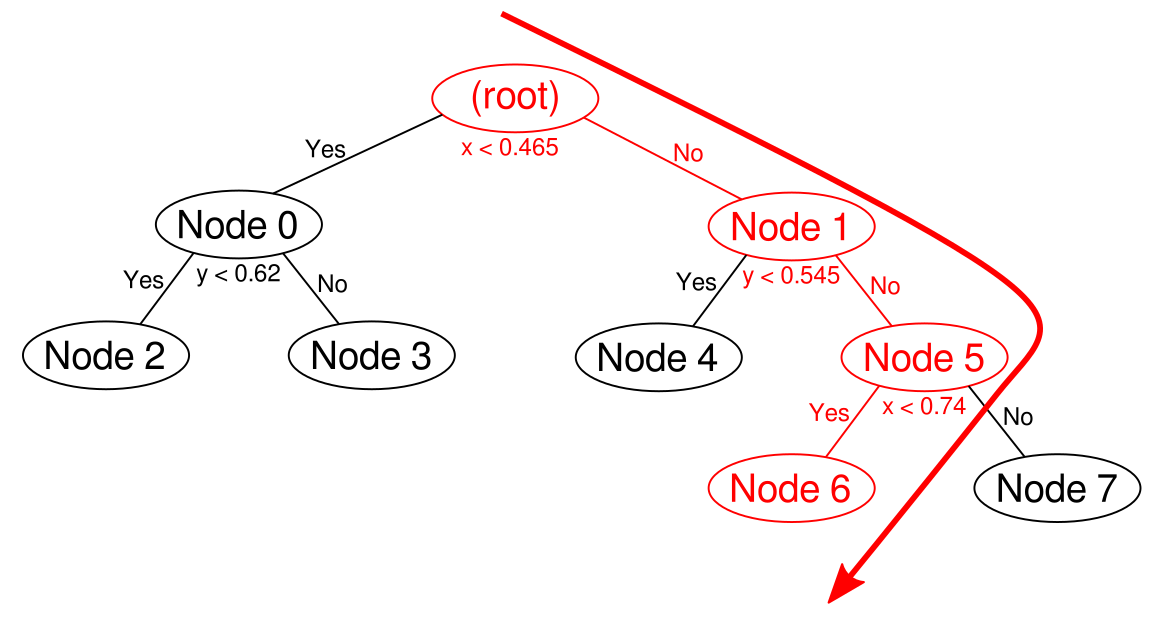 (root)
Yes
x < 0.465
No
Node 0
Node 1
Yes
y < 0.62
No
Yes
y < 0.545
No
Node 2
Node 3
Node 4
Node 5
Yes
x < 0.74
No
Node 6
Node 7